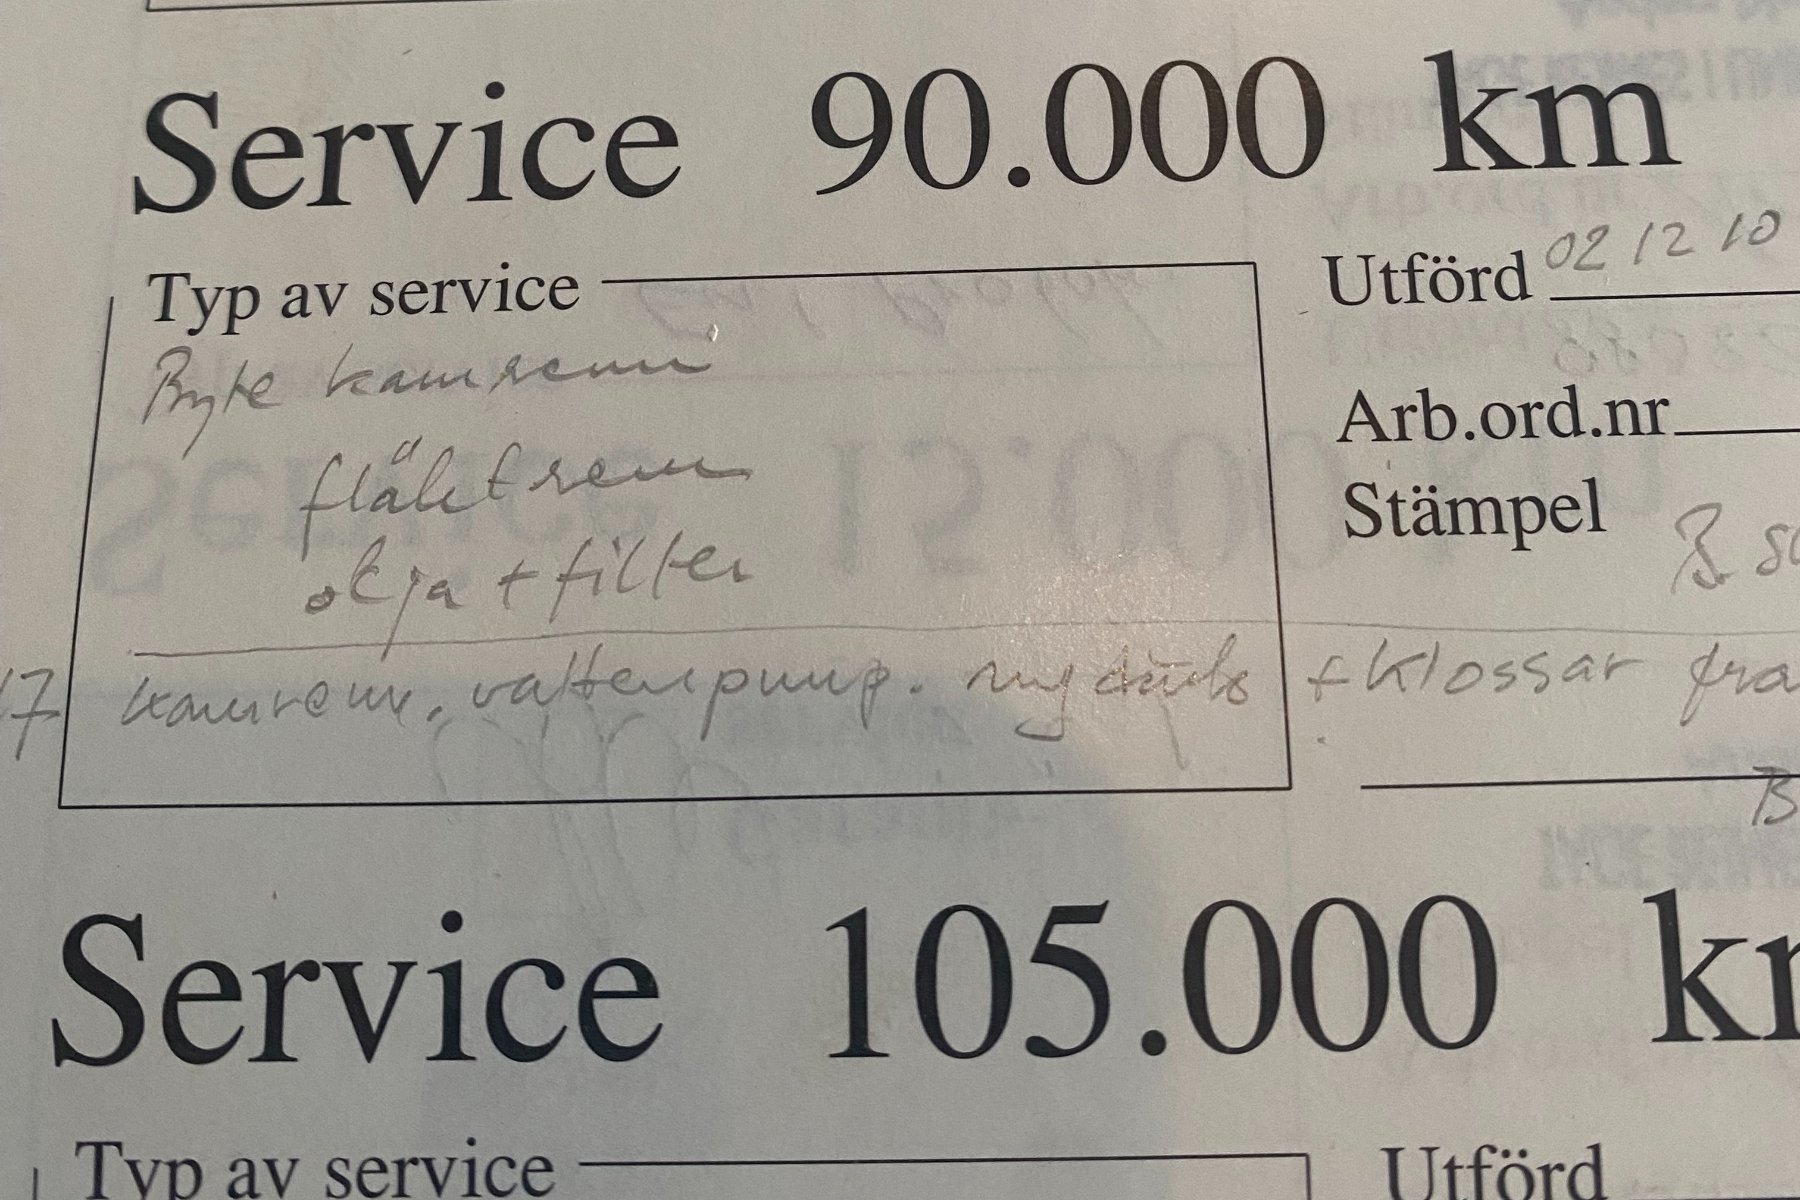 Service 90.000 km
Typ av service
Utförd 02 12 10
Byte kamrem
fläktrem
olja + filter
Arb.ord.nr
Stämpel
17 kamrem, vattenpump. ny + klossar fra
Service 105.000 k
Typ av service
Utförd